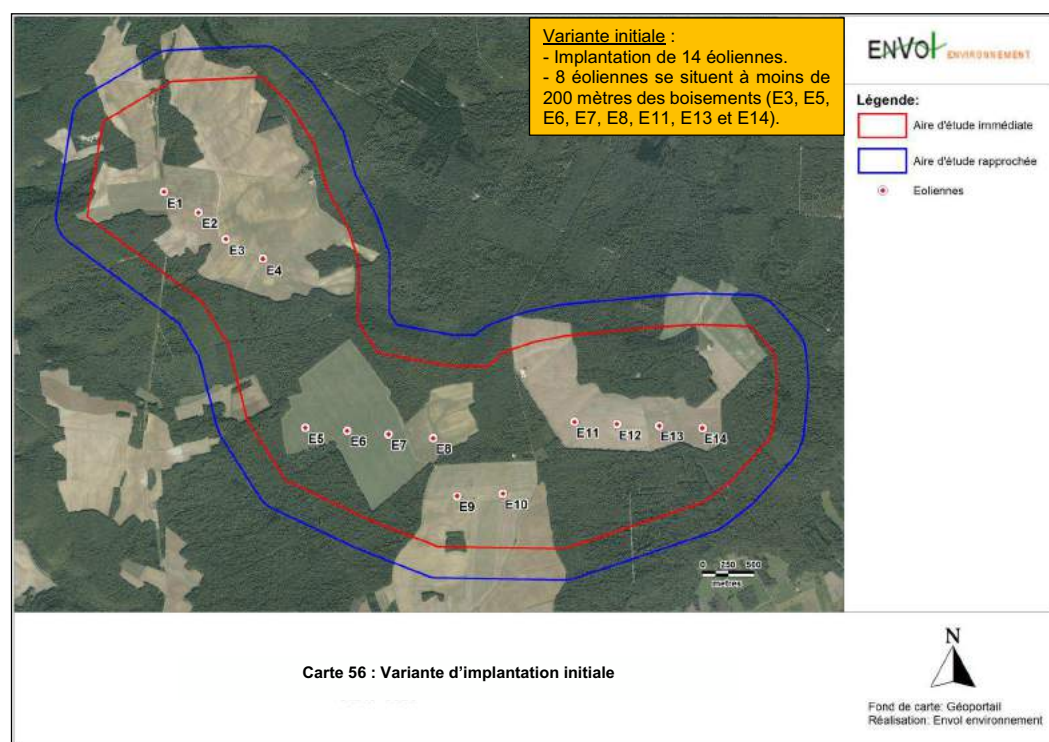 Variante initiale :
- Implantation de 14 éoliennes.
- 8 éoliennes se situent à moins de
200 mètres des boisements (E3, E5,
E6, E7, E8, E11, E13 et E14).
ENVOL ENVIRONNEMENT
Légende:
Aire d'étude immédiate
Aire d'étude rapprochée
Eoliennes
E1
E2
E3
E4
E5
E6
E7
E8
E11
E12
E13
E14
E9
E10
0 250 500
metres
Carte 56 : Variante d'implantation initiale
N
Fond de carte: Géoportail
Réalisation: Envol environnement